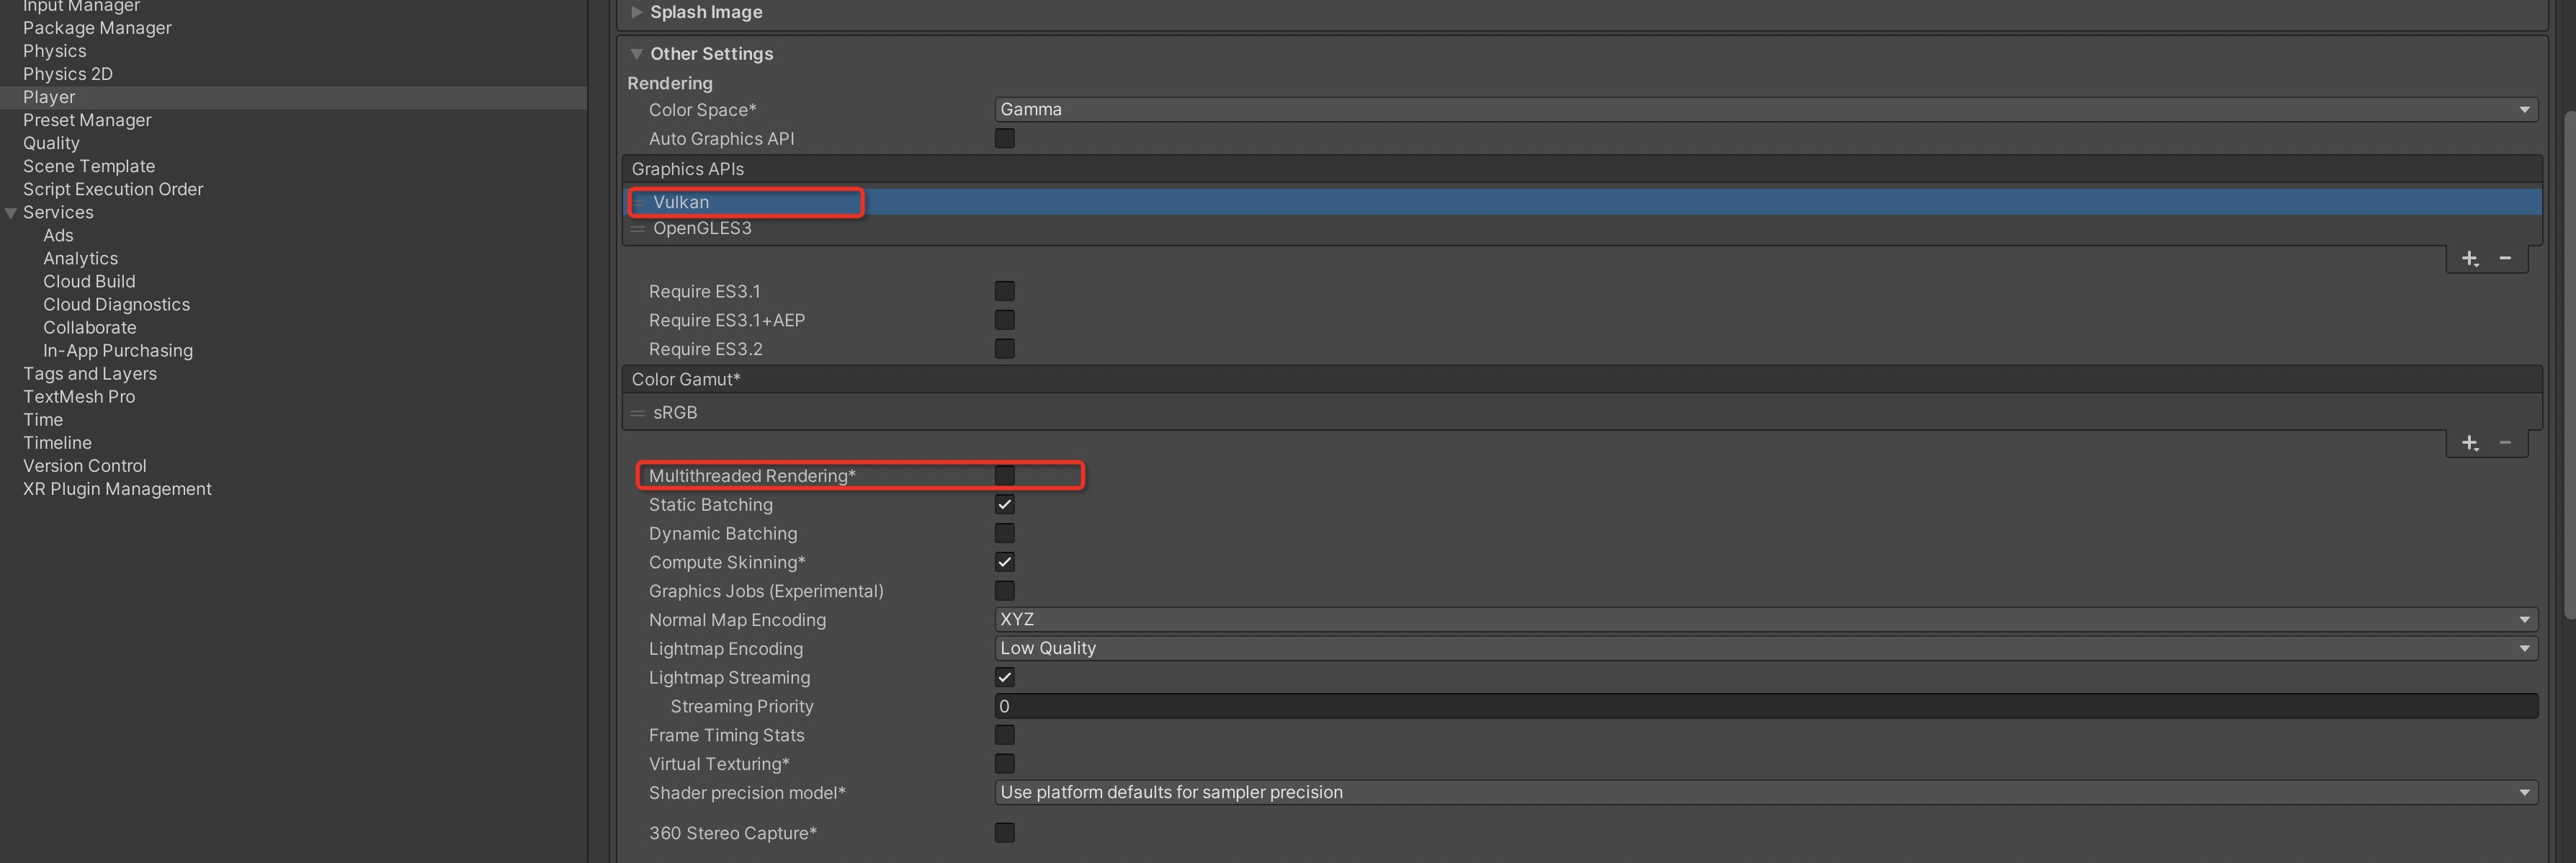 Input Manager
Package Manager
Physics
Physics 2D
Player
Preset Manager
Quality
Scene Template
Script Execution Order
Services
Ads
Analytics
Cloud Build
Cloud Diagnostics
Collaborate
In-App Purchasing
Tags and Layers
TextMesh Pro
Time
Timeline
Version Control
XR Plugin Management
Splash Image
Other Settings
Rendering
Color Space* Gamma
Auto Graphics API
Graphics APIs
Vulkan
OpenGLES3
Require ES3.1
Require ES3.1+AEP
Require ES3.2
Color Gamut*
sRGB
Multithreaded Rendering*
Static Batching
Dynamic Batching
Compute Skinning*
Graphics Jobs (Experimental)
Normal Map Encoding XYZ
Lightmap Encoding Low Quality
Lightmap Streaming
Streaming Priority 0
Frame Timing Stats
Virtual Texturing*
Shader precision model* Use platform defaults for sampler precision
360 Stereo Capture*